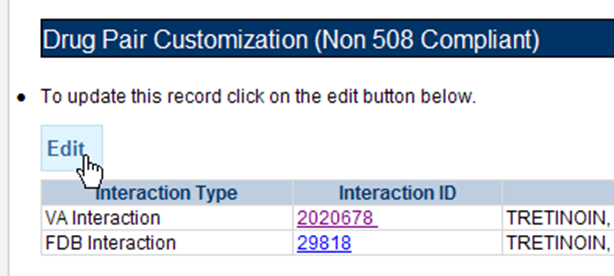 Drug Pair Customization (Non 508 Compliant)
To update this record click on the edit button below.
Edit
Interaction Type Interaction ID
VA Interaction 2020678 TRETINOIN,
FDB Interaction 29818 TRETINOIN,